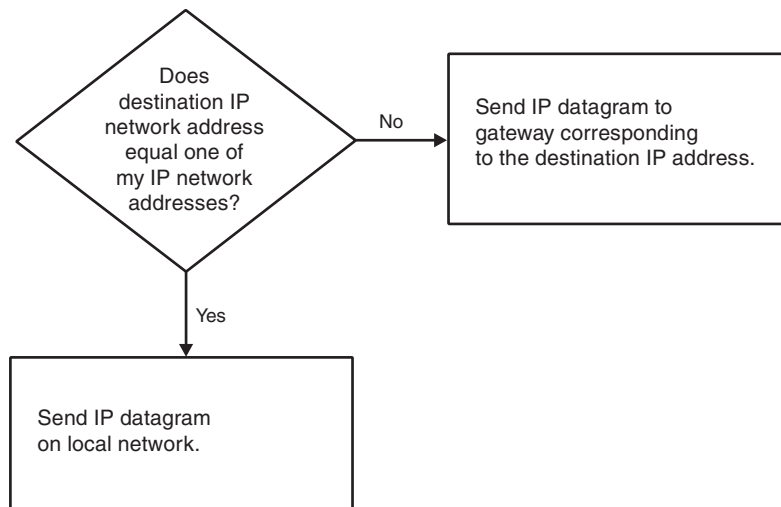 Does
destination IP
network address
equal one of
my IP network
addresses?
No
Send IP datagram to
gateway corresponding
to the destination IP address.
Yes
Send IP datagram
on local network.